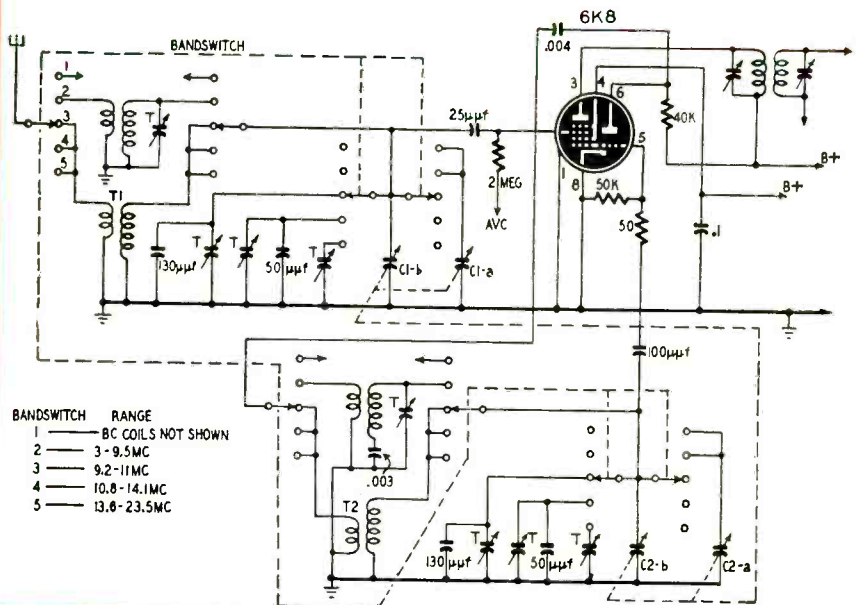 6K8
BANDSWITCH
.004
1
2
3
4
5
T
T1
3
4
6
5
1
8
25μμf
2 MEG
AVC
40K
50K
50
B+
B+
.1
130μμf
T
T
50μμf
T
C1-b
C1-a
100μμf
T
.003
T2
130μμf
T
T
50μμf
T
C2-b
C2-a
BANDSWITCH RANGE
1 BC COILS NOT SHOWN
2 3-9.5MC
3 9.2-11MC
4 10.8-14.1MC
5 13.6-23.5MC